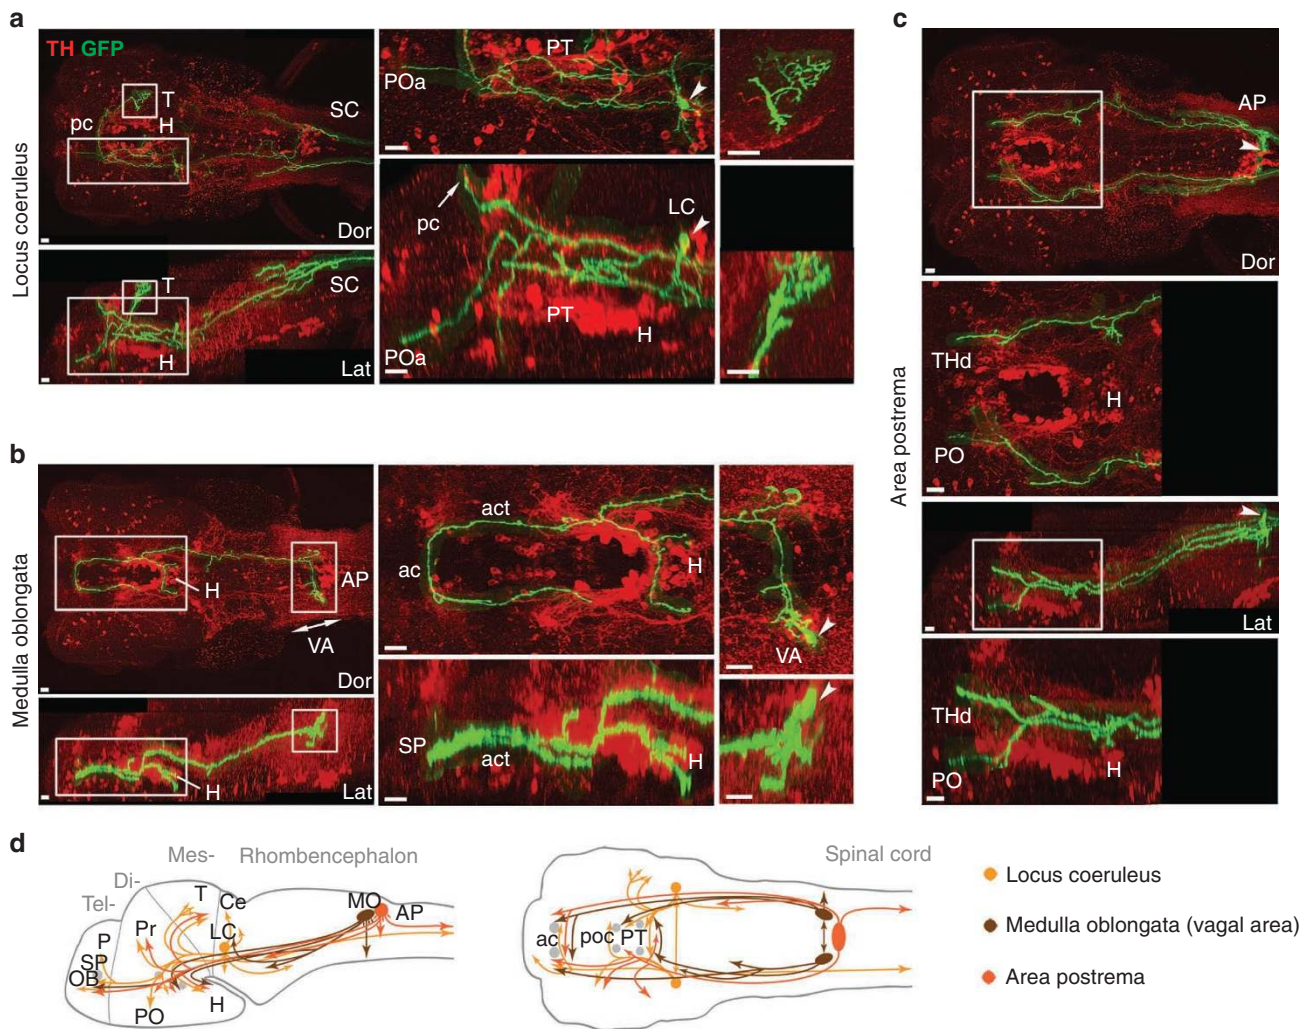 a
Locus coeruleus
TH GFP
T
H
pc
SC
Dor
T
SC
H
Lat
PT
POa
pc
LC
PT
H
POa
b
Medulla oblongata
H
AP
VA
Dor
H
Lat
act
ac
H
SP
act
H
VA
c
Area postrema
AP
Dor
THd
H
PO
Lat
THd
H
PO
d
Tel-
Di-
Mes-
Rhombencephalon
P
SP
OB
Pr
T
Ce
LC
MO
AP
PO
H
Spinal cord
ac
poc
PT
Locus coeruleus
Medulla oblongata (vagal area)
Area postrema